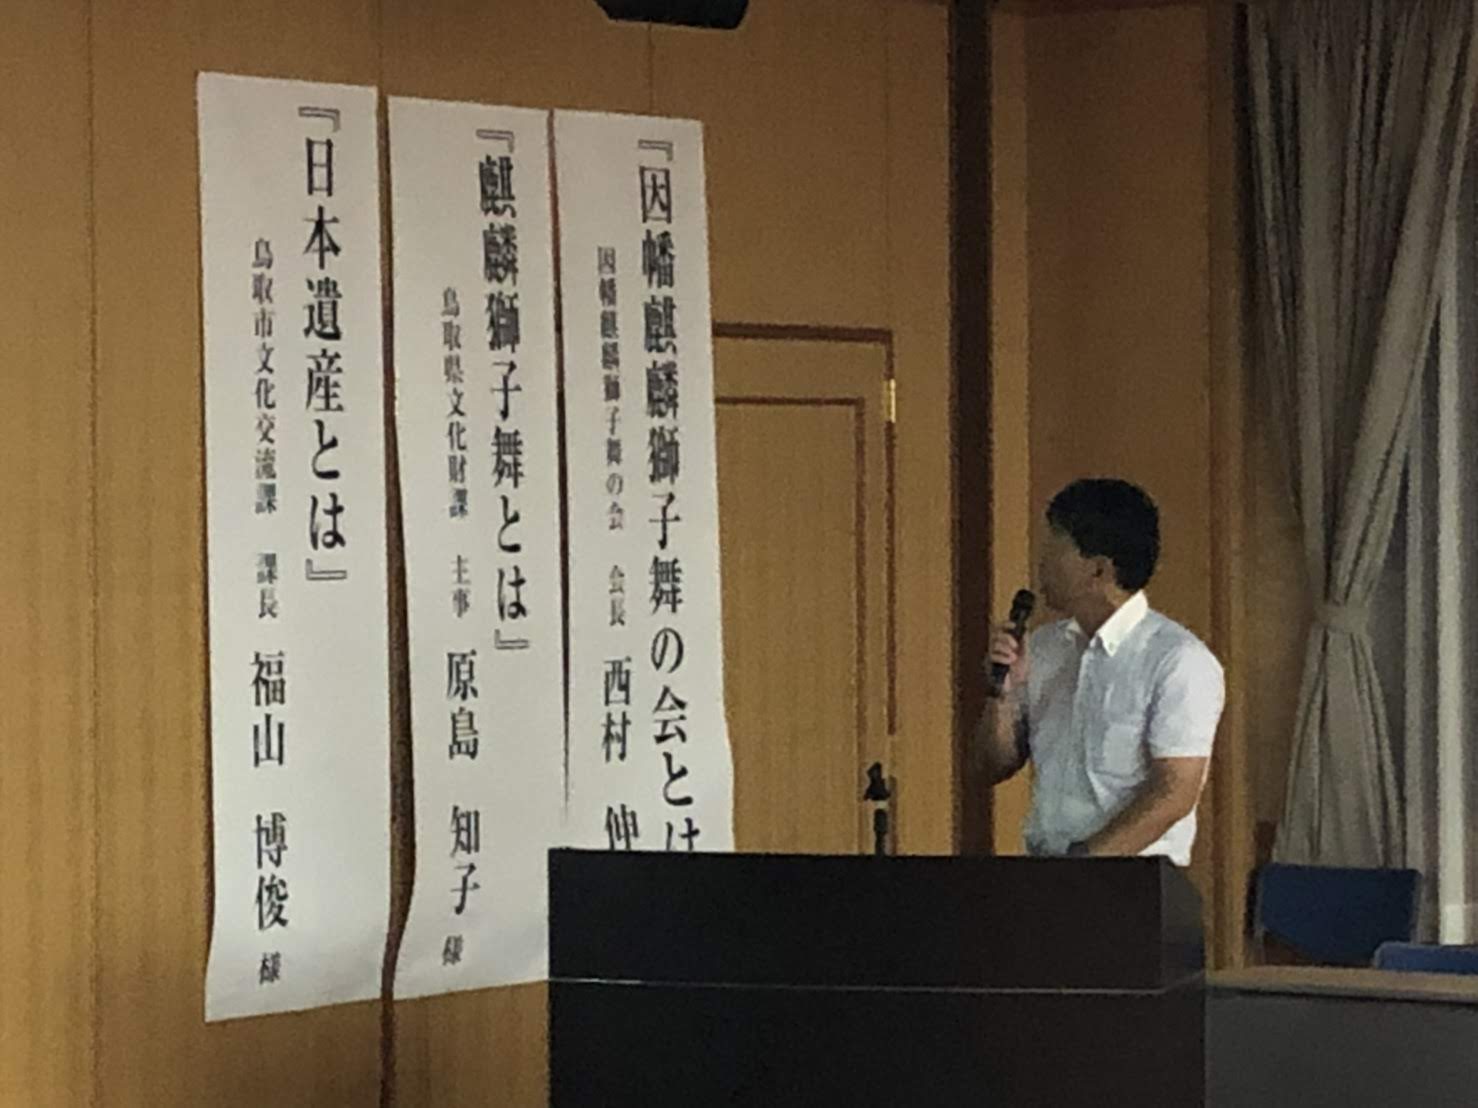 『因幡麒麟獅子舞の会とは
因幡麒麟獅子舞の会 会長 西村 伸
『麒麟獅子舞とは』
鳥取県文化財課 主事 原島 知子 様
『日本遺産とは』
鳥取市文化交流課 課長 福山 博俊 様